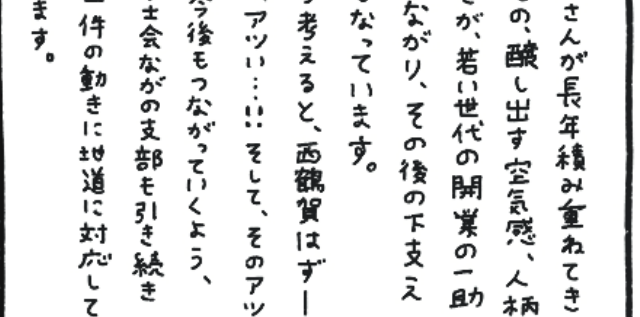 さんが長年積み重ねてき
の、醸し出す空気感、人柄
が、若い世代の開業の一助
ながり、その後の下支え
なっています。
考えると、西鶴賀はずー
アツい…!! そして、そのアツ
今後もつながっていくよう、
士会ながの支部も引き続き
件の動きに地道に対応して
ます。